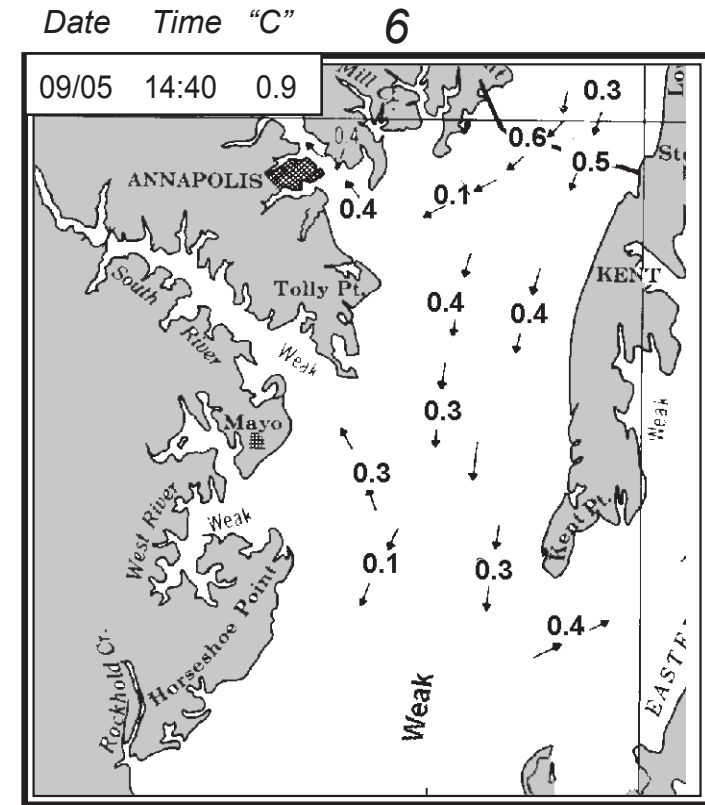 Date Time “C” 6
09/05 14:40 0.9
Mill Cr.
0.3
0.4
0.6
0.5
ANNAPOLIS
0.4
0.1
Tolly Pt.
KENT
South River
0.4
0.4
Weak
0.3
Weak
Mayo
0.3
West River
Weak
0.1
0.3
Kent Pt.
Horseshoe Point
0.4
Rockhold Cr.
Weak